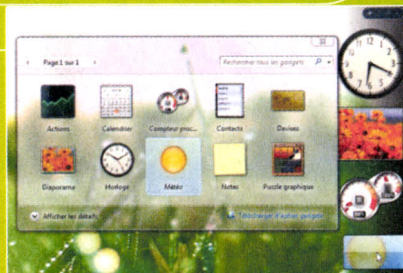 Page 1 sur 1
Rechercher tous les gadgets
Actions
Calendrier
Compteur proc...
Contacts
Devises
Diaporama
Horloge
Météo
Notes
Puzzle graphique
Afficher les détails
Télécharger d'autres gadgets